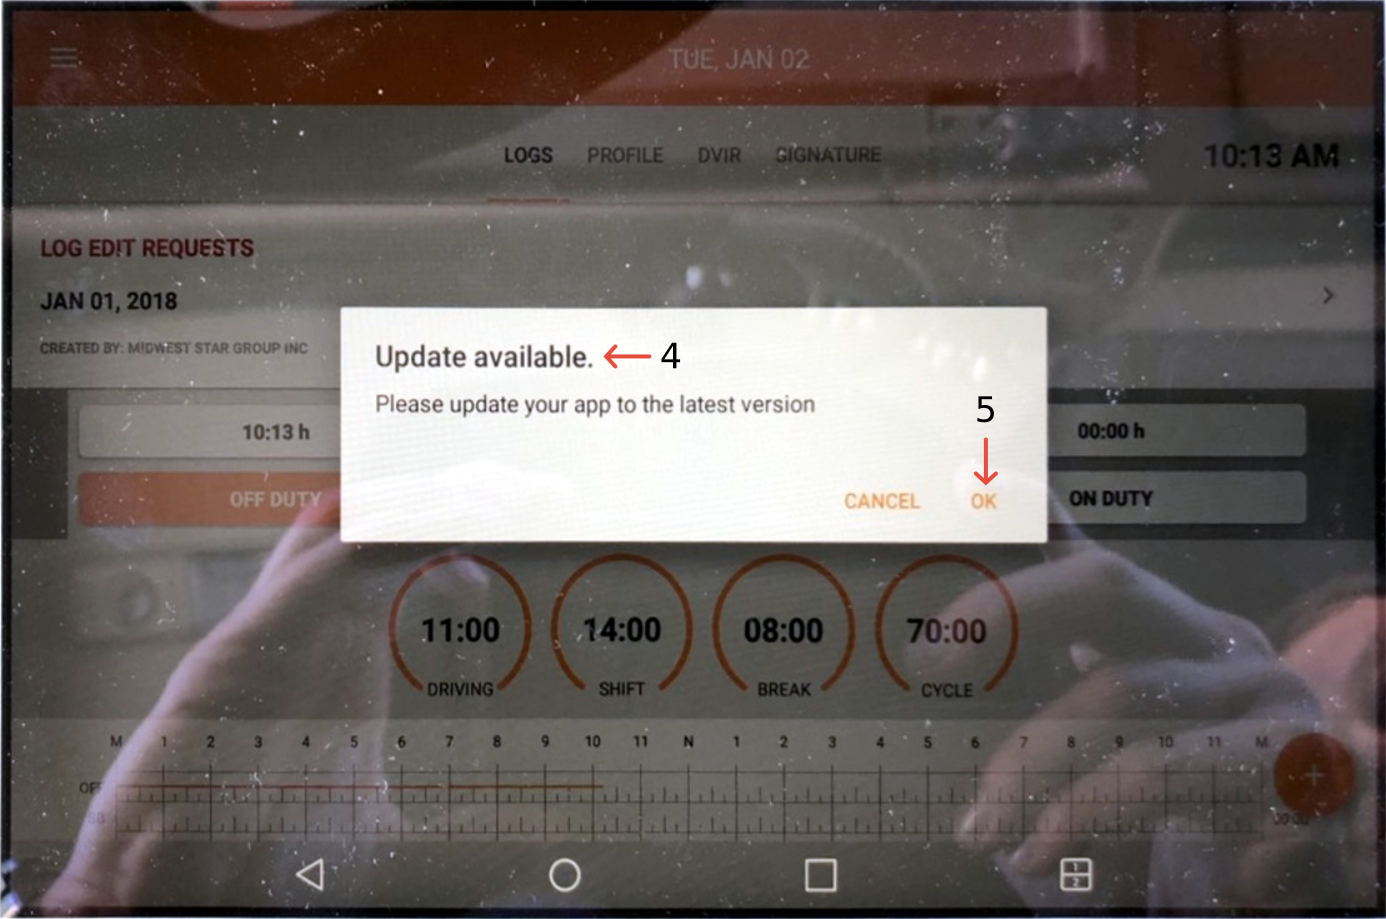 TUE, JAN 02
LOGS PROFILE DVIR SIGNATURE
10:13 AM
LOG EDIT REQUESTS
JAN 01, 2018
CREATED BY: MIDWEST STAR GROUP INC
Update available. 4
Please update your app to the latest version
5
CANCEL OK
10:13 h
00:00 h
OFF DUTY
ON DUTY
11:00 14:00 08:00 70:00
DRIVING SHIFT BREAK CYCLE
M 1 2 3 4 5 6 7 8 9 10 11 N 1 2 3 4 5 6 7 8 9 10 11 M
+
SB
1
2